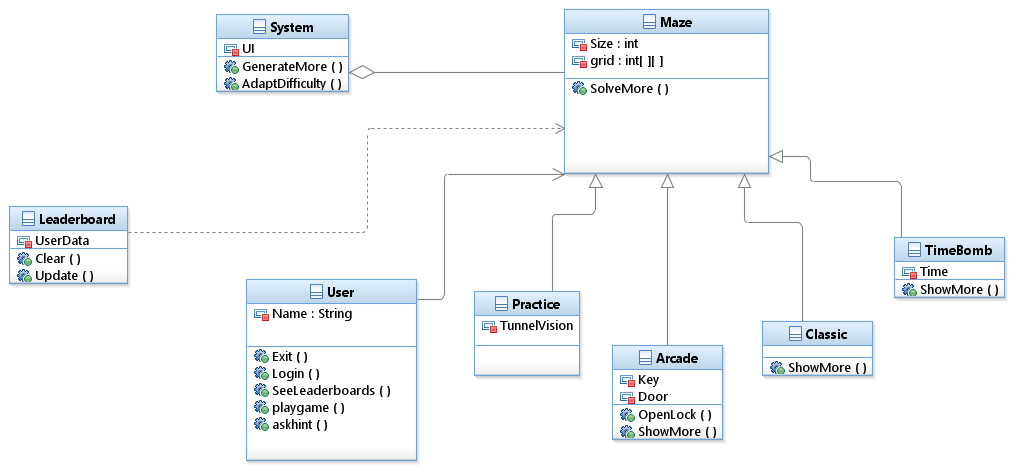 System
UI
GenerateMore ( )
AdaptDifficulty ( )
Maze
Size : int
grid : int[ ][ ]
SolveMore ( )
Leaderboard
UserData
Clear ( )
Update ( )
User
Name : String
Exit ( )
Login ( )
SeeLeaderboards ( )
playgame ( )
askhint ( )
Practice
TunnelVision
Arcade
Key
Door
OpenLock ( )
ShowMore ( )
Classic
ShowMore ( )
TimeBomb
Time
ShowMore ( )